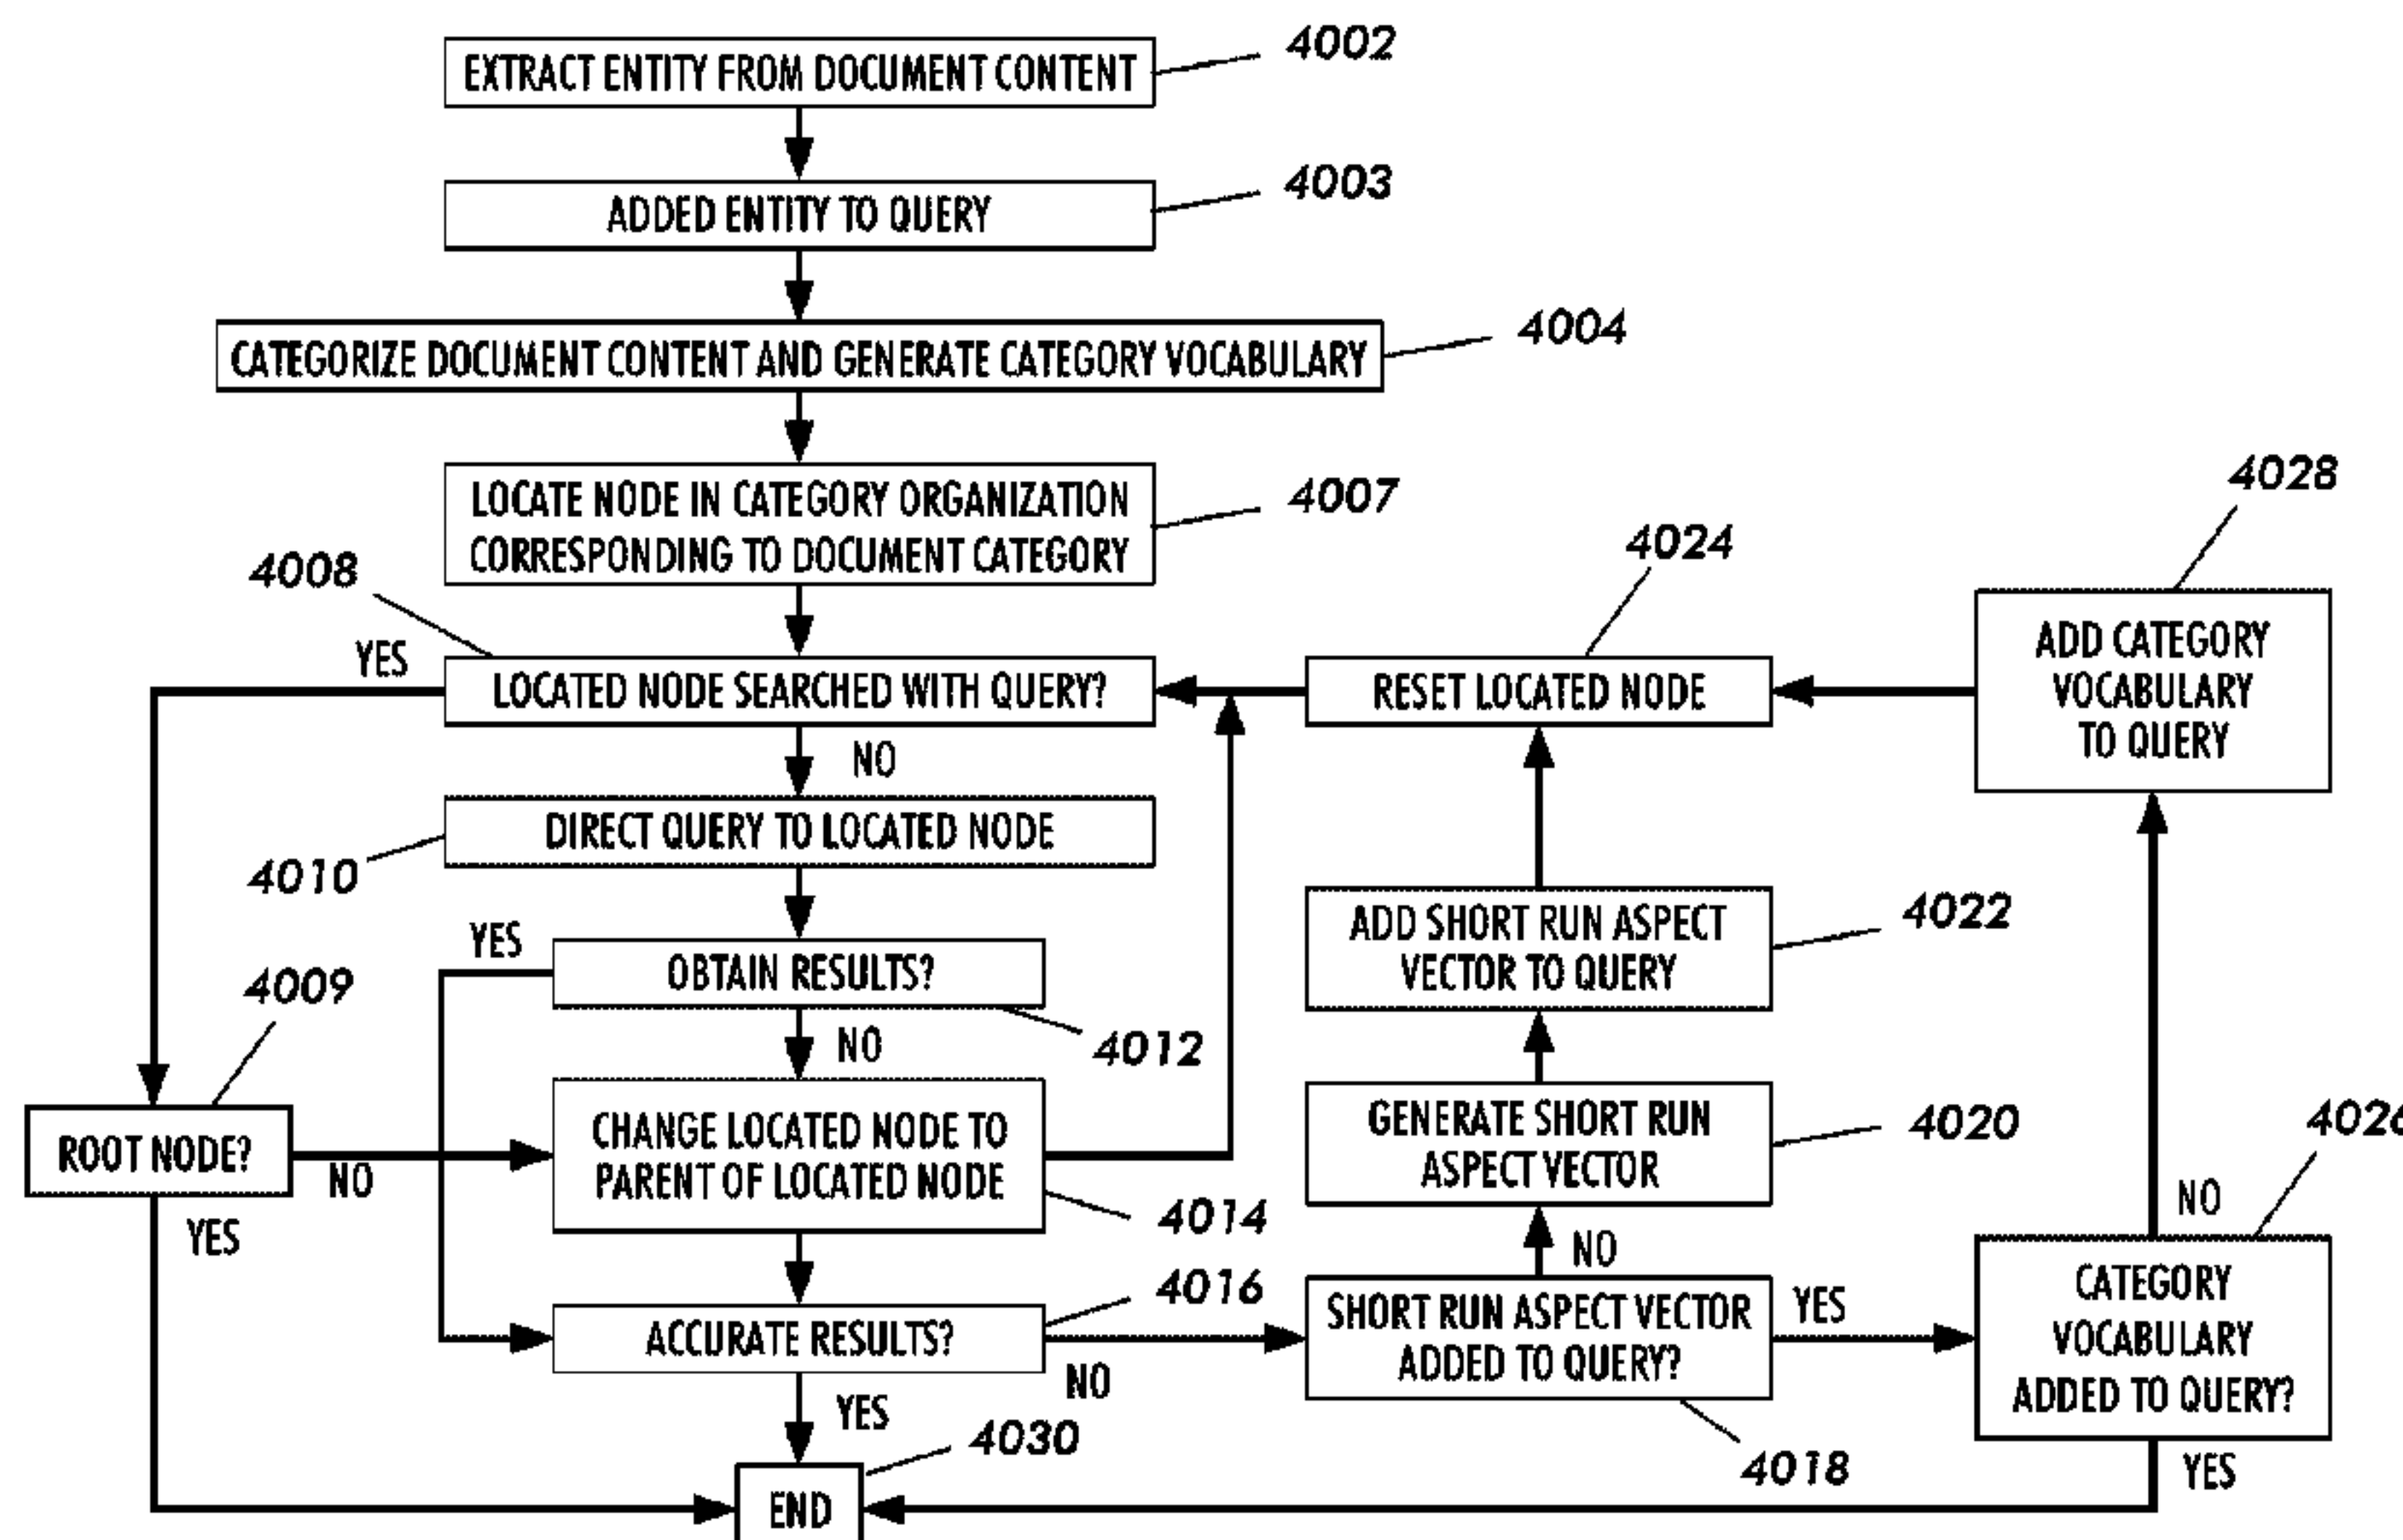 EXTRACT ENTITY FROM DOCUMENT CONTENT
4002
ADDED ENTITY TO QUERY
4003
CATEGORIZE DOCUMENT CONTENT AND GENERATE CATEGORY VOCABULARY
4004
LOCATE NODE IN CATEGORY ORGANIZATION
CORRESPONDING TO DOCUMENT CATEGORY
4007
4008
YES
LOCATED NODE SEARCHED WITH QUERY?
NO
4024
RESET LOCATED NODE
4028
ADD CATEGORY
VOCABULARY
TO QUERY
DIRECT QUERY TO LOCATED NODE
4010
YES
OBTAIN RESULTS?
4012
NO
ADD SHORT RUN ASPECT
VECTOR TO QUERY
4022
4009
ROOT NODE?
NO
YES
CHANGE LOCATED NODE TO
PARENT OF LOCATED NODE
4014
GENERATE SHORT RUN
ASPECT VECTOR
4020
NO
ACCURATE RESULTS?
4016
NO
YES
SHORT RUN ASPECT VECTOR
ADDED TO QUERY?
4018
YES
4026
NO
CATEGORY
VOCABULARY
ADDED TO QUERY?
YES
4030
END